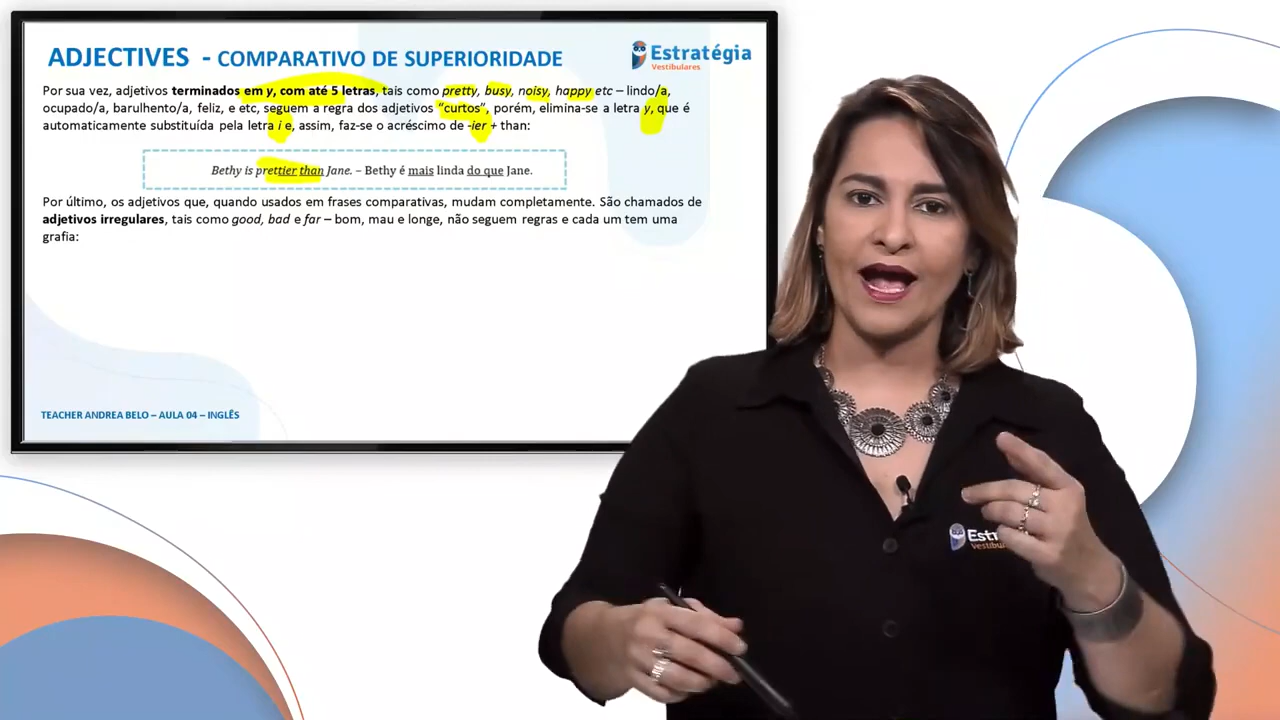 ADJECTIVES - COMPARATIVO DE SUPERIORIDADE
Estratégia
Vestibulares
Por sua vez, adjetivos terminados em y, com até 5 letras, tais como pretty, busy, noisy, happy etc – lindo/a,
ocupado/a, barulhento/a, feliz, e etc, seguem a regra dos adjetivos “curtos”, porém, elimina-se a letra y, que é
automaticamente substituída pela letra i e, assim, faz-se o acréscimo de -ier + than:
Bethy is prettier than Jane. – Bethy é mais linda do que Jane.
Por último, os adjetivos que, quando usados em frases comparativas, mudam completamente. São chamados de
adjetivos irregulares, tais como good, bad e far – bom, mau e longe, não seguem regras e cada um tem uma
grafia:
TEACHER ANDREA BELO – AULA 04 – INGLÊS